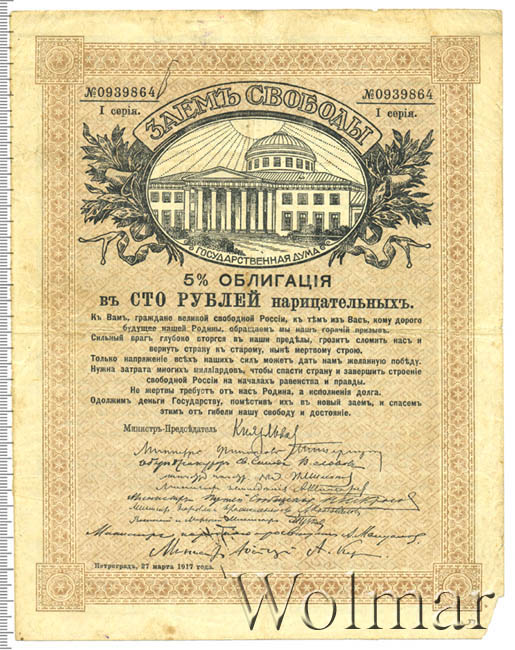 №0939864
№0939864
I серія.
I серія.
ЗАЕМЪ СВОБОДЫ
ГОСУДАРСТВЕННАЯ ДУМА
5% ОБЛИГАЦІЯ
въ СТО РУБЛЕЙ нарицательныхъ.
Къ Вамъ, граждане великой свободной Россіи, къ тѣмъ изъ Васъ, кому дорого
будущее нашей Родины, обращаемъ мы нашъ горячій призывъ.
Сильный врагъ глубоко вторгся въ наши предѣлы, грозитъ сломить насъ и
вернуть страну къ старому, нынѣ мертвому строю.
Только напряженіе всѣхъ нашихъ силъ можетъ дать намъ желанную побѣду.
Нужна затрата многихъ милліардовъ, чтобы спасти страну и завершить строеніе
свободной Россіи на началахъ равенства и правды.
Не жертвы требуетъ отъ насъ Родина, а исполненія долга.
Одолжимъ деньги Государству, помѣстивъ ихъ въ новый заемъ, и спасемъ
этимъ отъ гибели нашу свободу и достояніе.
Министръ-Предсѣдатель Князь Львовъ
Министръ
Петроградъ, 27 марта 1917 года.
Wolmar